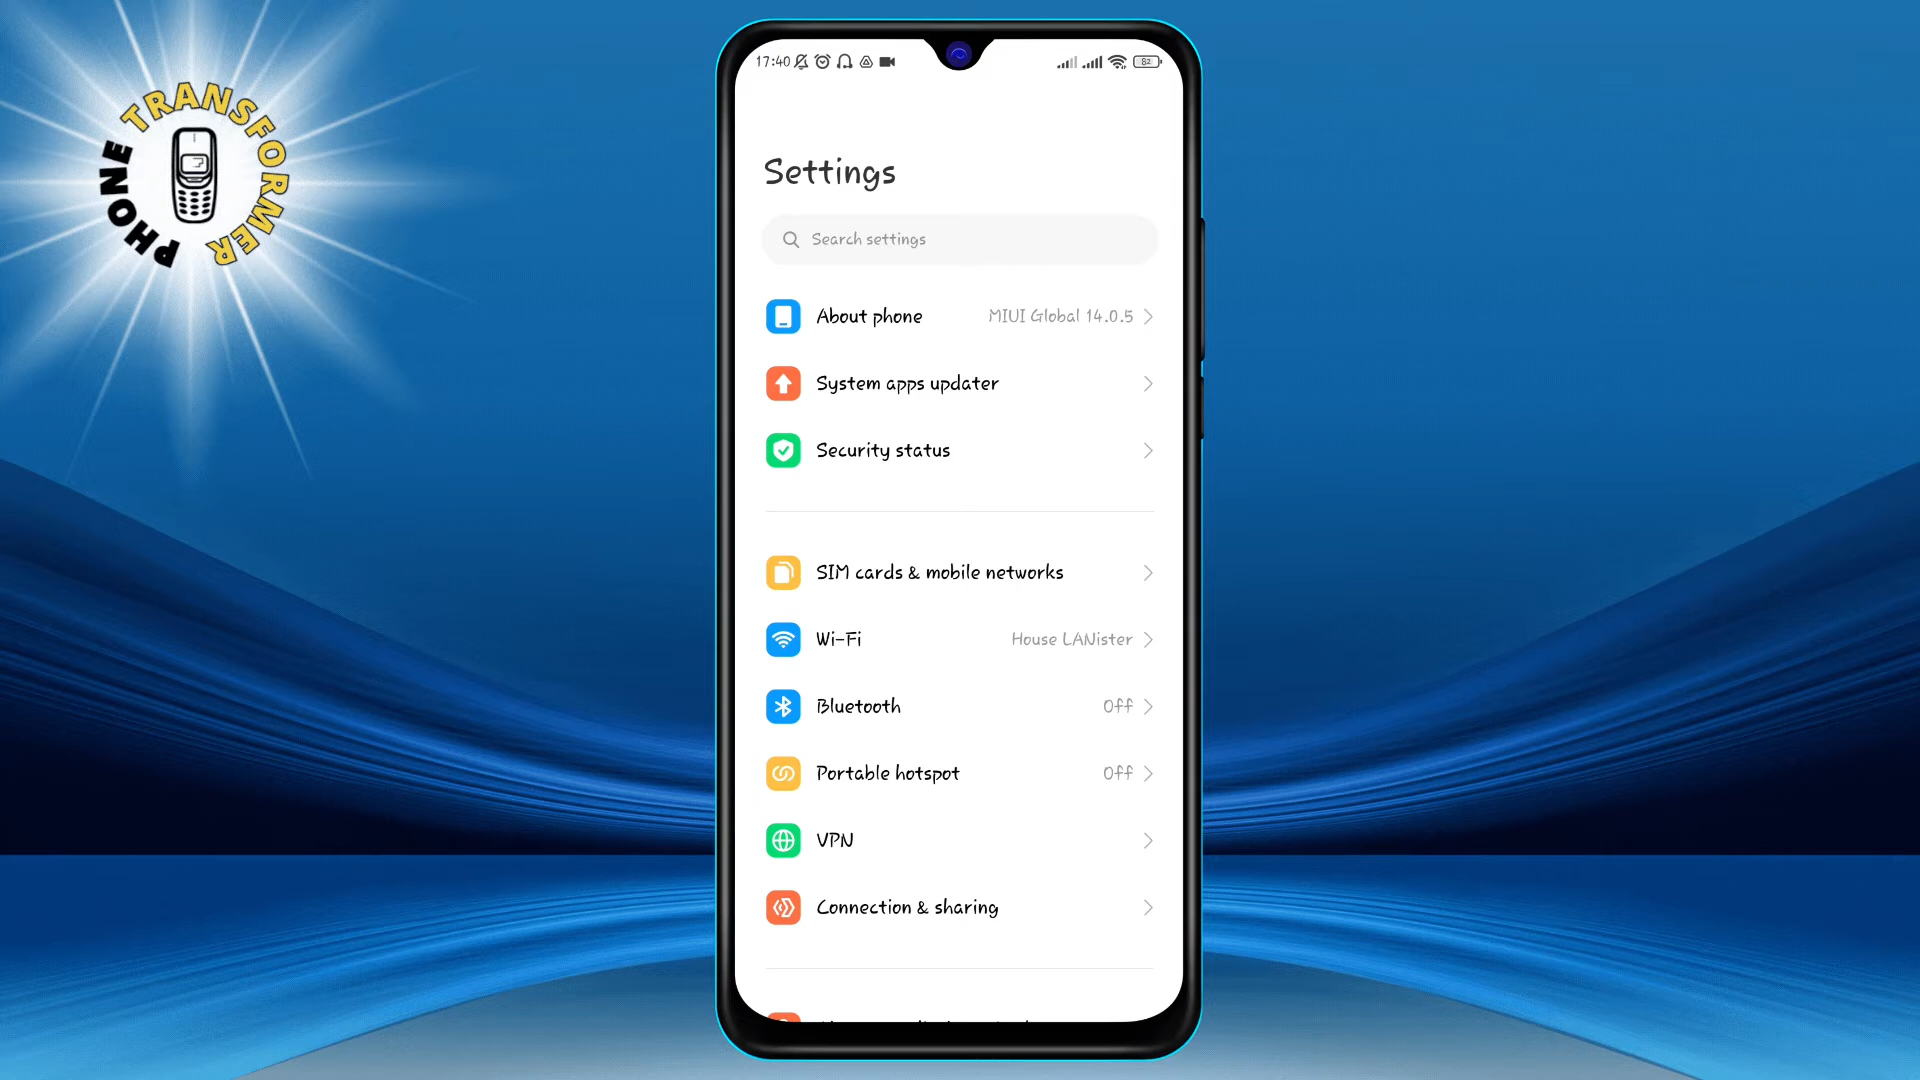 PHONE TRANSFORMER
17:40
82
Settings
Search settings
About phone
MIUI Global 14.0.5
System apps updater
Security status
SIM cards & mobile networks
Wi-Fi
House LANister
Bluetooth
Off
Portable hotspot
Off
VPN
Connection & sharing